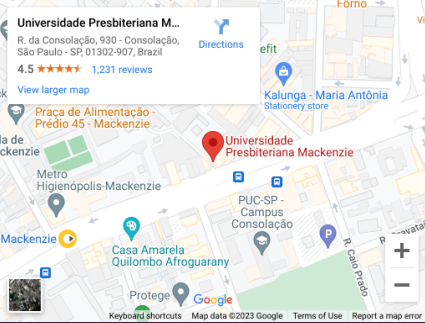 Universidade Presbiteriana M...
R. da Consolação, 930 - Consolação,
São Paulo - SP, 01302-907, Brazil
4.5
1,231 reviews
View larger map
Directions
Forno
efit
Kalunga - Maria Antônia
Stationery store
Praça de Alimentação -
Prédio 45 - Mackenzie
la de
ackenzie
Universidade
Presbiteriana Mackenzie
Metro
Higienópolis-Mackenzie
PUC-SP -
Campus
Consolação
Mackenzie
Casa Amarela
Quilombo Afroguarany
P
R. Caio Prado
R. Gravata
Protege
Google
+
−
Keyboard shortcuts
Map data ©2023 Google
Terms of Use
Report a map error